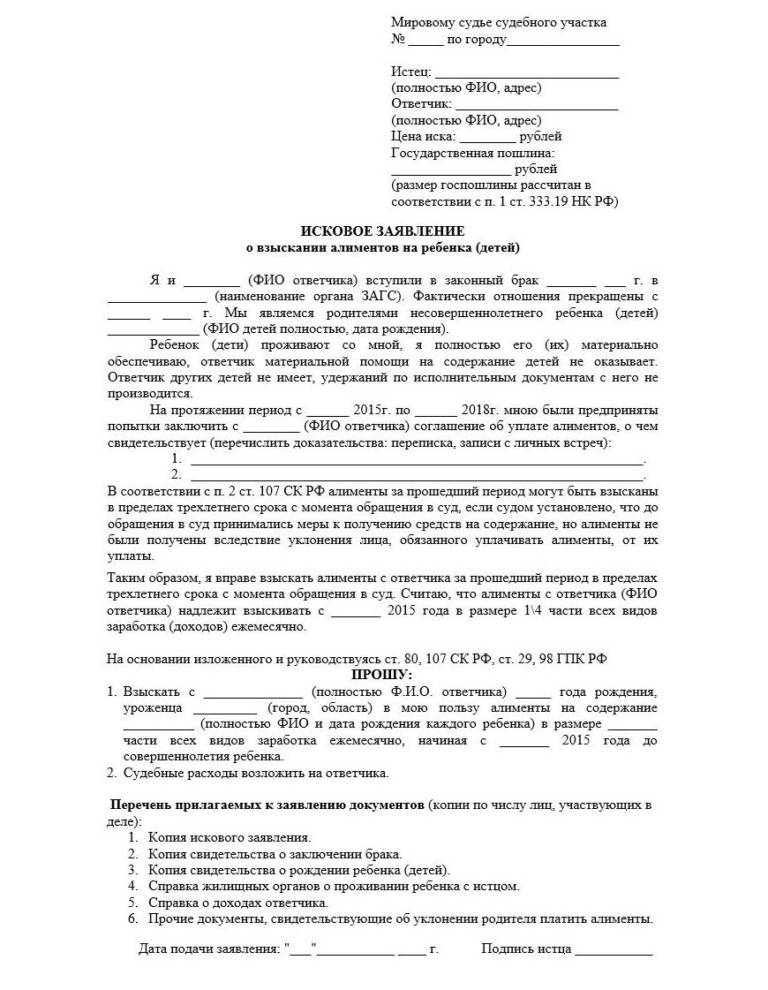 Мировому судье судебного участка
№ _____ по городу________________
Истец: __________________________
(полностью ФИО, адрес)
Ответчик: _______________________
(полностью ФИО, адрес)
Цена иска: ________ рублей
Государственная пошлина:
_________________ рублей
(размер госпошлины рассчитан в
соответствии с п. 1 ст. 333.19 НК РФ)
ИСКОВОЕ ЗАЯВЛЕНИЕ
о взыскании алиментов на ребенка (детей)
Я и ________ (ФИО ответчика) вступили в законный брак _______ ___ г. в
______________ (наименование органа ЗАГС). Фактически отношения прекращены с
______ ____ г. Мы являемся родителями несовершеннолетнего ребенка (детей)
_____________ (ФИО детей полностью, дата рождения).
Ребенок (дети) проживают со мной, я полностью его (их) материально
обеспечиваю, ответчик материальной помощи на содержание детей не оказывает.
Ответчик других детей не имеет, удержаний по исполнительным документам с него не
производится.
На протяжении период с ______ 2015г. по ______ 2018г. мною были предприняты
попытки заключить с ________ (ФИО ответчика) соглашение об уплате алиментов, о чем
свидетельствует (перечислить доказательства: переписка, записи с личных встреч):
1. ________________________________________________________________.
2. ________________________________________________________________.
В соответствии с п. 2 ст. 107 СК РФ алименты за прошедший период могут быть взысканы
в пределах трехлетнего срока с момента обращения в суд, если судом установлено, что до
обращения в суд принимались меры к получению средств на содержание, но алименты не
были получены вследствие уклонения лица, обязанного уплачивать алименты, от их
уплаты.
Таким образом, я вправе взыскать алименты с ответчика за прошедший период в пределах
трехлетнего срока с момента обращения в суд. Считаю, что алименты с ответчика (ФИО
ответчика) надлежит взыскивать с _______ 2015 года в размере 1\4 части всех видов
заработка (доходов) ежемесячно.
На основании изложенного и руководствуясь ст. 80, 107 СК РФ, ст. 29, 98 ГПК РФ
ПРОШУ:
1. Взыскать с ______________ (полностью Ф.И.О. ответчика) _____ года рождения,
уроженца _________ (город, область) в мою пользу алименты на содержание
__________ (полностью ФИО и дата рождения каждого ребенка) в размере _______
части всех видов заработка ежемесячно, начиная с _______ 2015 года до
совершеннолетия ребенка.
2. Судебные расходы возложить на ответчика.
Перечень прилагаемых к заявлению документов (копии по числу лиц, участвующих в
деле):
1. Копия искового заявления.
2. Копия свидетельства о заключении брака.
3. Копия свидетельства о рождении ребенка (детей).
4. Справка жилищных органов о проживании ребенка с истцом.
5. Справка о доходах ответчика.
6. Прочие документы, свидетельствующие об уклонении родителя платить алименты.
Дата подачи заявления: "___"___________ ____ г. Подпись истца ___________